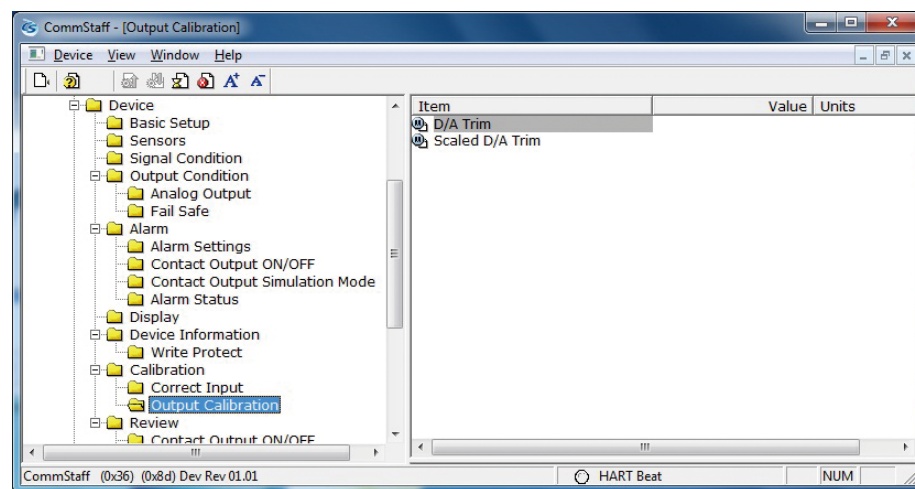 CommStaff - [Output Calibration]
Device View Window Help
Device
Basic Setup
Sensors
Signal Condition
Output Condition
Analog Output
Fail Safe
Alarm
Alarm Settings
Contact Output ON/OFF
Contact Output Simulation Mode
Alarm Status
Display
Device Information
Write Protect
Calibration
Correct Input
Output Calibration
Review
Contact Output ON/OFF
Item Value Units
D/A Trim
Scaled D/A Trim
CommStaff (0x36) (0x8d) Dev Rev 01.01 HART Beat NUM